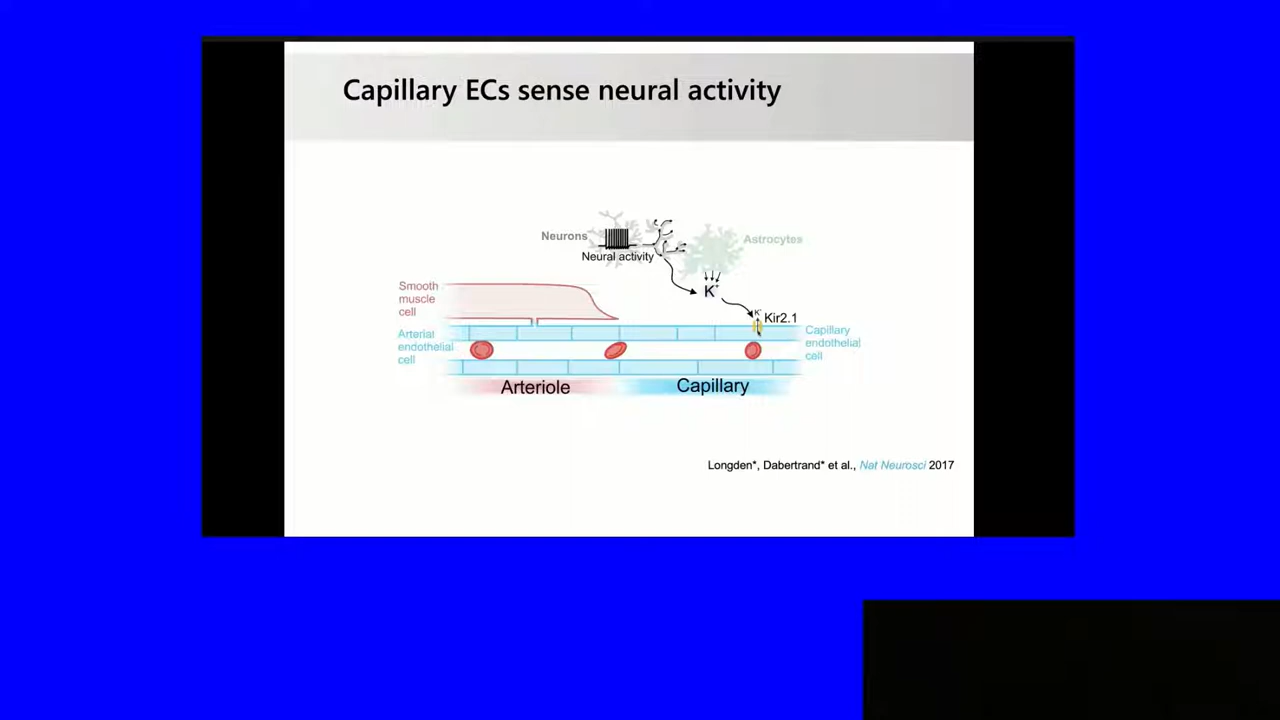 Capillary ECs sense neural activity
Neurons
Neural activity
Astrocytes
K⁺
K⁺
Kir2.1
Smooth
muscle
cell
Arterial
endothelial
cell
Capillary
endothelial
cell
Arteriole
Capillary
Longden*, Dabertrand* et al., Nat Neurosci 2017